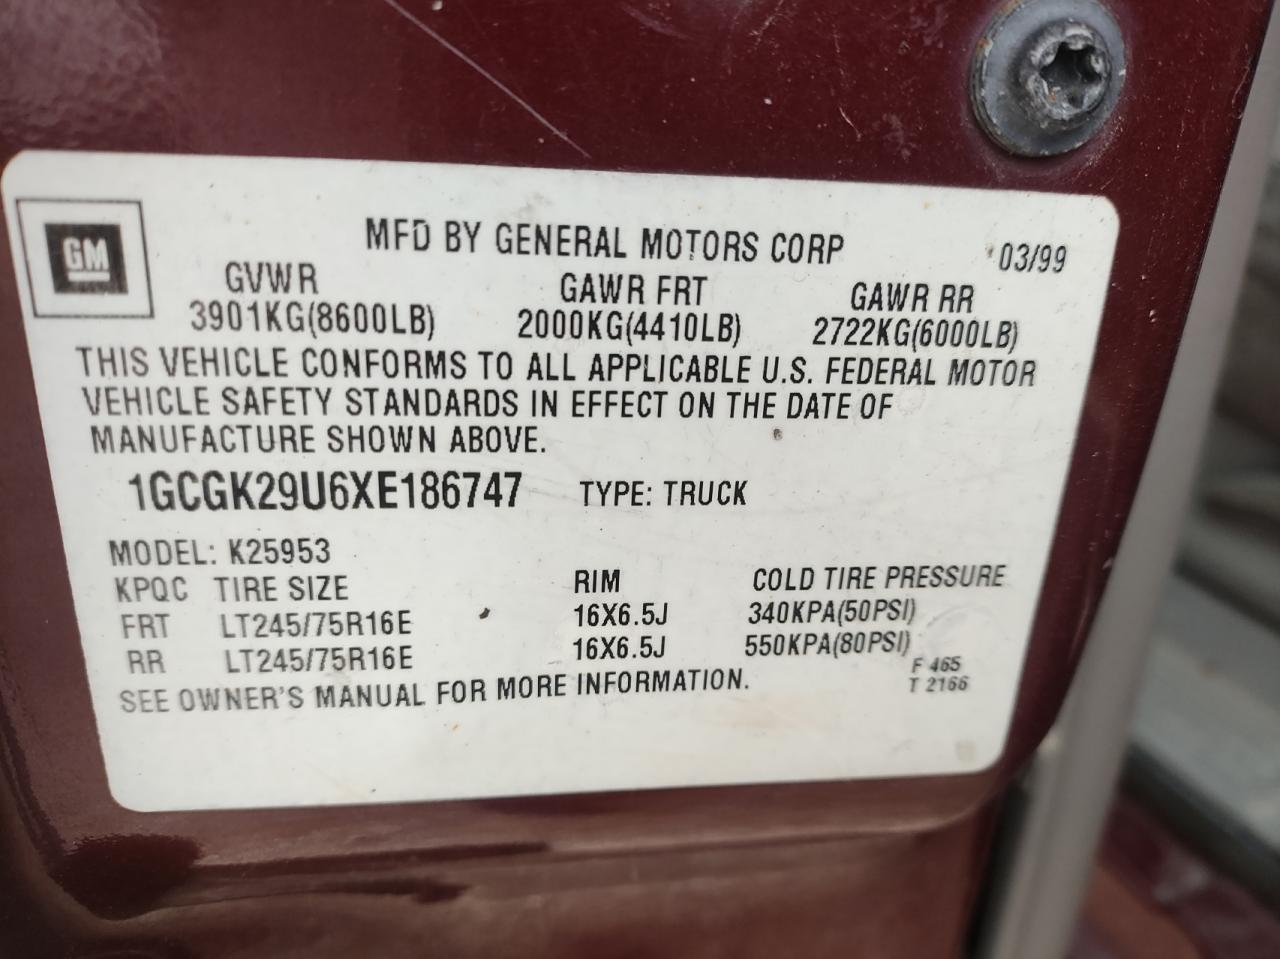 GM
MFD BY GENERAL MOTORS CORP 03/99
GVWR GAWR FRT GAWR RR
3901KG(8600LB) 2000KG(4410LB) 2722KG(6000LB)
THIS VEHICLE CONFORMS TO ALL APPLICABLE U.S. FEDERAL MOTOR
VEHICLE SAFETY STANDARDS IN EFFECT ON THE DATE OF
MANUFACTURE SHOWN ABOVE.
1GCGK29U6XE186747 TYPE: TRUCK
MODEL: K25953
KPQC TIRE SIZE RIM COLD TIRE PRESSURE
FRT LT245/75R16E 16X6.5J 340KPA(50PSI)
RR LT245/75R16E 16X6.5J 550KPA(80PSI)
F 465
T 2166
SEE OWNER'S MANUAL FOR MORE INFORMATION.